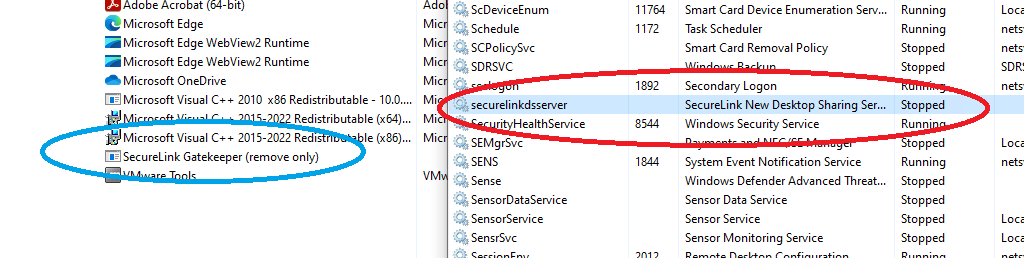 Adobe Acrobat (64-bit)
Microsoft Edge
Microsoft Edge WebView2 Runtime
Microsoft Edge WebView2 Runtime
Microsoft OneDrive
Microsoft Visual C++ 2010 x86 Redistributable - 10.0....
Microsoft Visual C++ 2015-2022 Redistributable (x64)...
Microsoft Visual C++ 2015-2022 Redistributable (x86)...
SecureLink Gatekeeper (remove only)
VMware Tools
Micr
Micr
Micr
Micr
Micr
Micr
VMw
ScDeviceEnum 11764 Smart Card Device Enumeration Serv... Running Loca
Schedule 1172 Task Scheduler Running netsv
SCPolicySvc Smart Card Removal Policy Stopped netsv
SDRSVC Windows Backup Stopped SDRS
seclogon 1892 Secondary Logon Running netsv
securelinkdsserver SecureLink New Desktop Sharing Ser... Stopped
SecurityHealthService 8544 Windows Security Service Running
SEMgrSvc Payments and NFC/SE Manager Stopped Loca
SENS 1844 System Event Notification Service Running netsv
Sense Windows Defender Advanced Threat... Stopped
SensorDataService Sensor Data Service Stopped
SensorService Sensor Service Stopped Loca
SensrSvc Sensor Monitoring Service Stopped Loca
SessionEnv 2012 Remote Desktop Configuration Running netsv